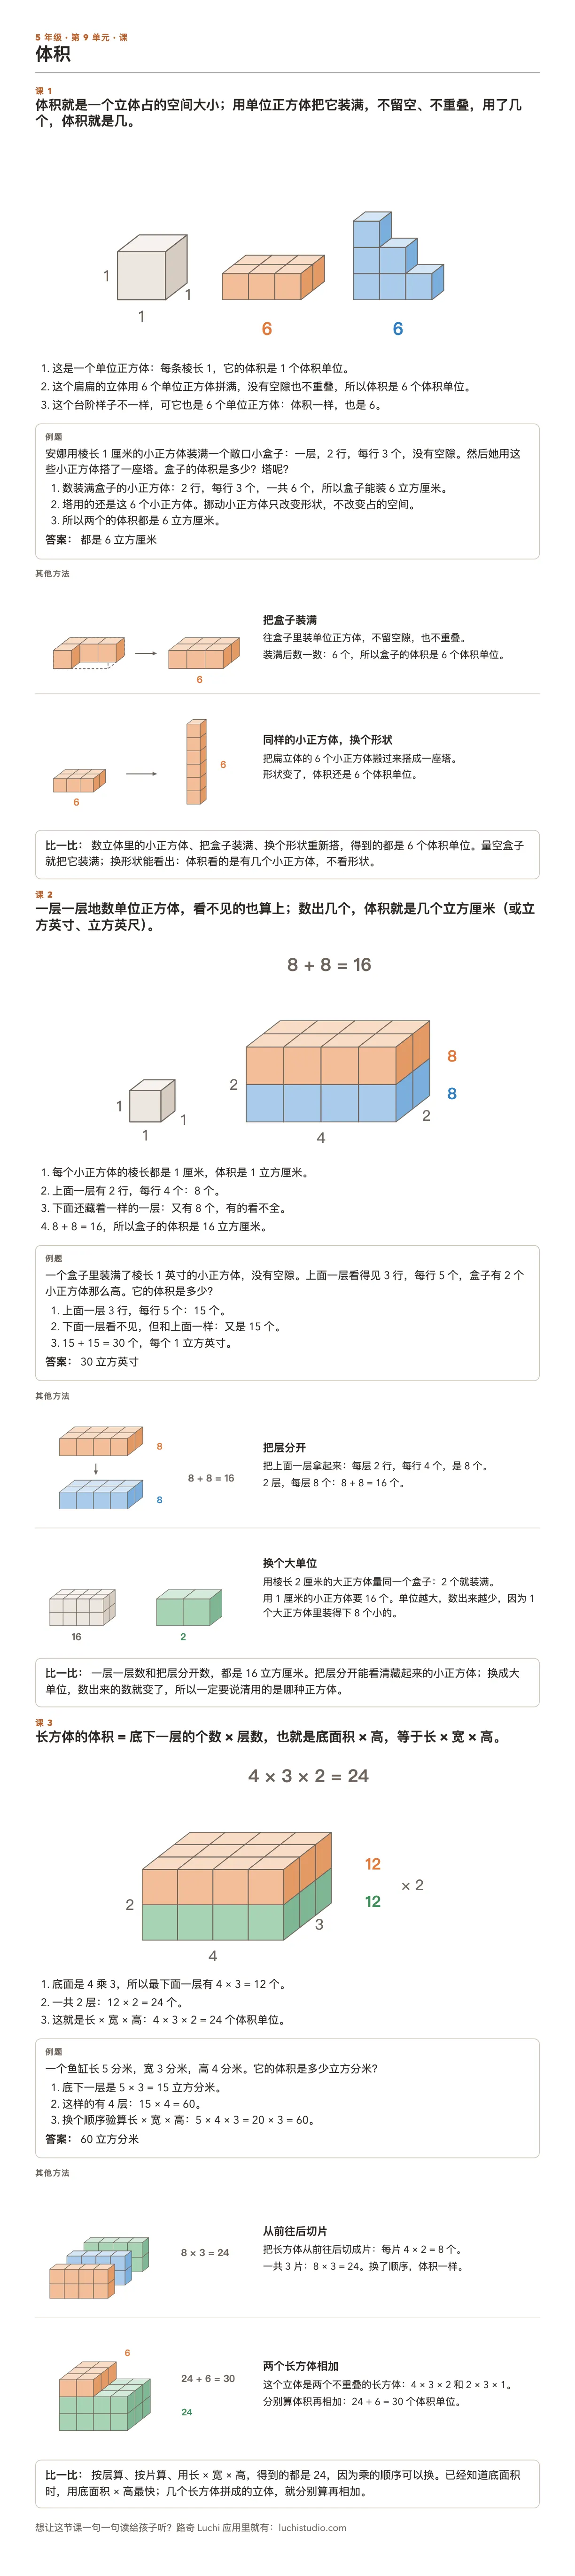 5 年级 · 第 9 单元 · 课
体积
课 1
体积就是一个立体占的空间大小；用单位正方体把它装满，不留空、不重叠，用了几
个，体积就是几。
1
1
1
6
6
1. 这是一个单位正方体：每条棱长 1，它的体积是 1 个体积单位。
2. 这个扁扁的立体用 6 个单位正方体拼满，没有空隙也不重叠，所以体积是 6 个体积单位。
3. 这个台阶样子不一样，可它也是 6 个单位正方体：体积一样，也是 6。
例题
安娜用棱长 1 厘米的小正方体装满一个敞口小盒子：一层，2 行，每行 3 个，没有空隙。然后她用这
些小正方体搭了一座塔。盒子的体积是多少？塔呢？
1. 数装满盒子的小正方体：2 行，每行 3 个，一共 6 个，所以盒子能装 6 立方厘米。
2. 塔用的还是这 6 个小正方体。挪动小正方体只改变形状，不改变占的空间。
3. 所以两个的体积都是 6 立方厘米。
答案： 都是 6 立方厘米
其他方法
6
把盒子装满
往盒子里装单位正方体，不留空隙，也不重叠。
装满后数一数：6 个，所以盒子的体积是 6 个体积单位。
6
6
同样的小正方体，换个形状
把扁立体的 6 个小正方体搬过来搭成一座塔。
形状变了，体积还是 6 个体积单位。
比一比： 数立体里的小正方体、把盒子装满、换个形状重新搭，得到的都是 6 个体积单位。量空盒子
就把它装满；换形状能看出：体积看的是有几个小正方体，不看形状。
课 2
一层一层地数单位正方体，看不见的也算上；数出几个，体积就是几个立方厘米（或立
方英寸、立方英尺）。
8 + 8 = 16
1
1
1
2
4
2
8
8
1. 每个小正方体的棱长都是 1 厘米，体积是 1 立方厘米。
2. 上面一层有 2 行，每行 4 个：8 个。
3. 下面还藏着一样的一层：又有 8 个，有的看不全。
4. 8 + 8 = 16，所以盒子的体积是 16 立方厘米。
例题
一个盒子里装满了棱长 1 英寸的小正方体，没有空隙。上面一层看得见 3 行，每行 5 个，盒子有 2 个
小正方体那么高。它的体积是多少？
1. 上面一层 3 行，每行 5 个：15 个。
2. 下面一层看不见，但和上面一样：又是 15 个。
3. 15 + 15 = 30 个，每个 1 立方英寸。
答案： 30 立方英寸
其他方法
8
8
8 + 8 = 16
把层分开
把上面一层拿起来：每层 2 行，每行 4 个，是 8 个。
2 层，每层 8 个：8 + 8 = 16 个。
16
2
换个大单位
用棱长 2 厘米的大正方体量同一个盒子：2 个就装满。
用 1 厘米的小正方体要 16 个。单位越大，数出来越少，因为 1
个大正方体里装得下 8 个小的。
比一比： 一层一层数和把层分开数，都是 16 立方厘米。把层分开能看清藏起来的小正方体；换成大
单位，数出来的数就变了，所以一定要说清用的是哪种正方体。
课 3
长方体的体积 = 底下一层的个数 × 层数，也就是底面积 × 高，等于长 × 宽 × 高。
4 × 3 × 2 = 24
2
4
3
12
12
× 2
1. 底面是 4 乘 3，所以最下面一层有 4 × 3 = 12 个。
2. 一共 2 层：12 × 2 = 24 个。
3. 这就是长 × 宽 × 高：4 × 3 × 2 = 24 个体积单位。
例题
一个鱼缸长 5 分米，宽 3 分米，高 4 分米。它的体积是多少立方分米？
1. 底下一层是 5 × 3 = 15 立方分米。
2. 这样的有 4 层：15 × 4 = 60。
3. 换个顺序验算长 × 宽 × 高：5 × 4 × 3 = 20 × 3 = 60。
答案： 60 立方分米
其他方法
8 × 3 = 24
从前往后切片
把长方体从前往后切成片：每片 4 × 2 = 8 个。
一共 3 片：8 × 3 = 24。换了顺序，体积一样。
6
24 + 6 = 30
24
两个长方体相加
这个立体是两个不重叠的长方体：4 × 3 × 2 和 2 × 3 × 1。
分别算体积再相加：24 + 6 = 30 个体积单位。
比一比： 按层算、按片算、用长 × 宽 × 高，得到的都是 24，因为乘的顺序可以换。已经知道底面积
时，用底面积 × 高最快；几个长方体拼成的立体，就分别算再相加。
想让这节课一句一句读给孩子听？路奇 Luchi 应用里就有：luchistudio.com